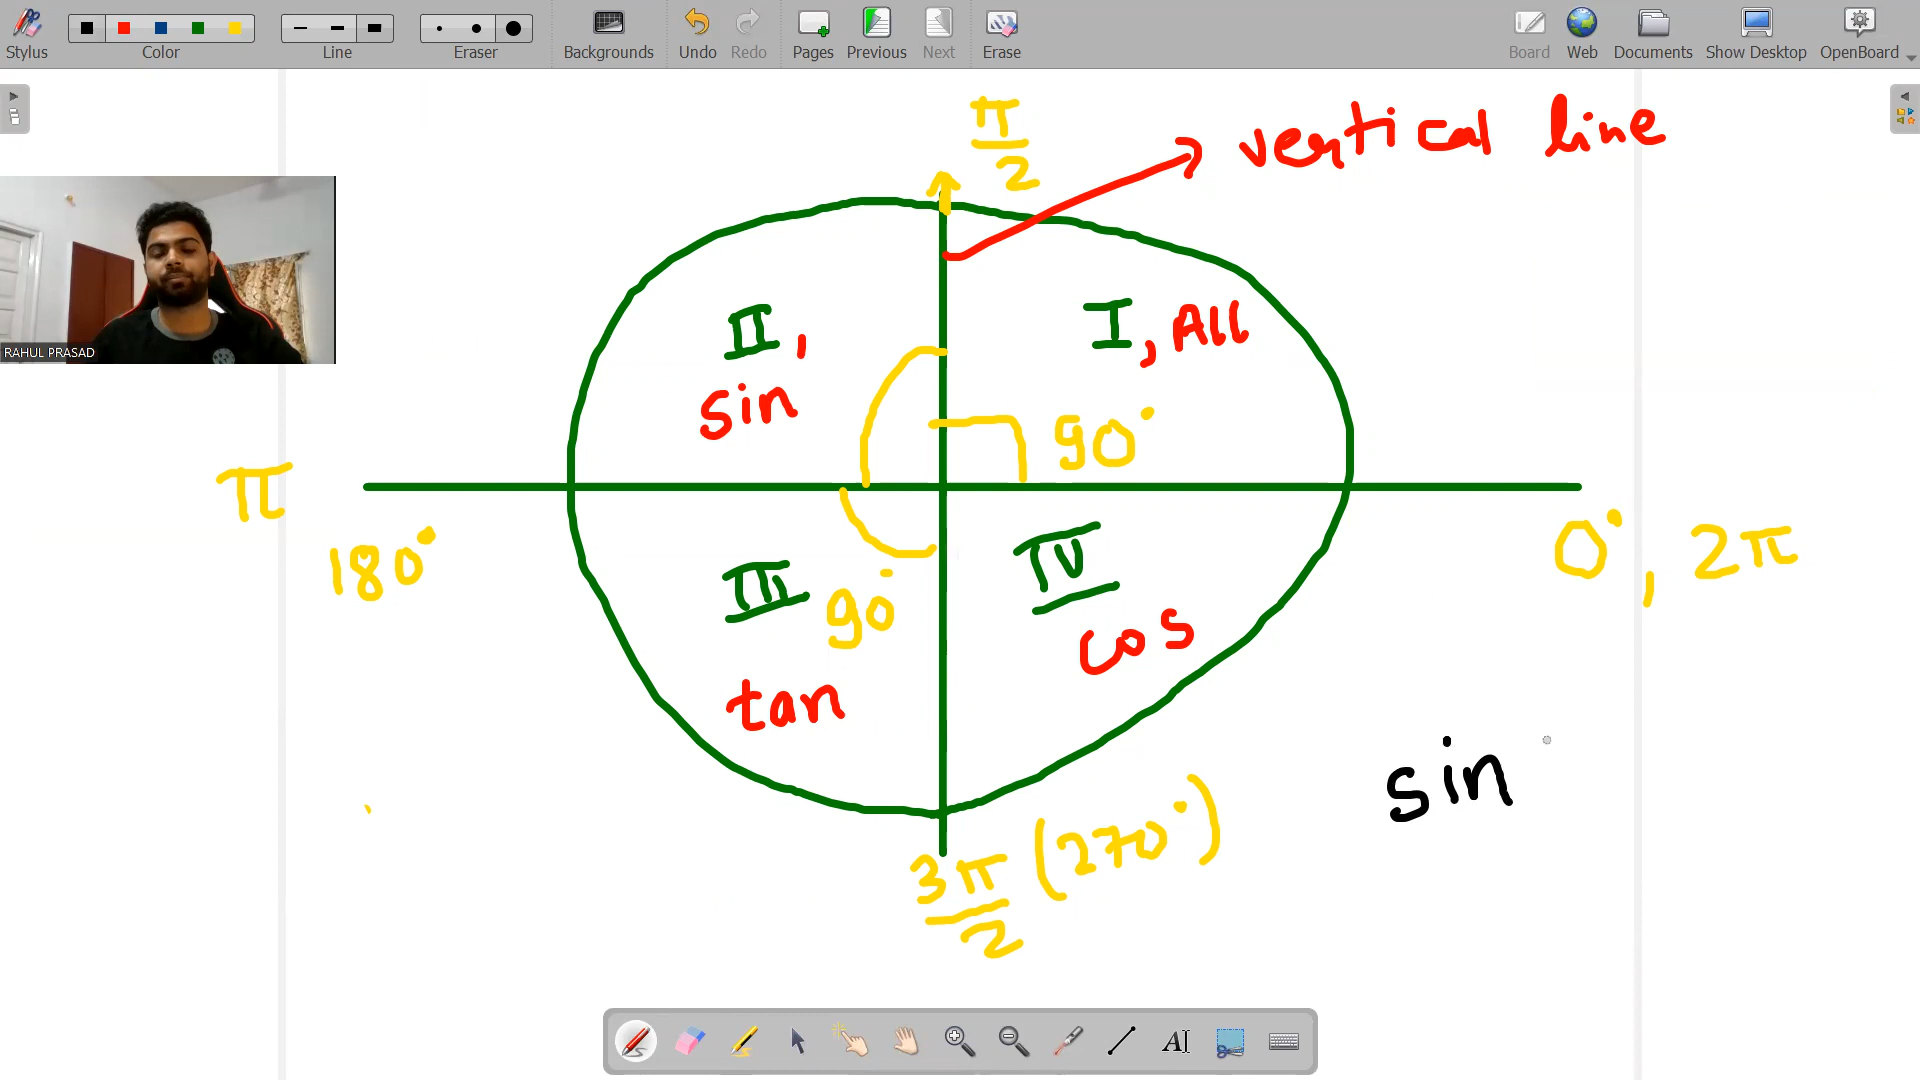 Stylus
Color
Line
Eraser
Backgrounds
Undo
Redo
Pages
Previous
Next
Erase
Board
Web
Documents
Show Desktop
OpenBoard
π/2
vertical line
RAHUL PRASAD
II, sin
I, All
90°
π
180°
0°, 2π
III
90°
IV
cos
tan
sin
3π/2 (270°)
AI